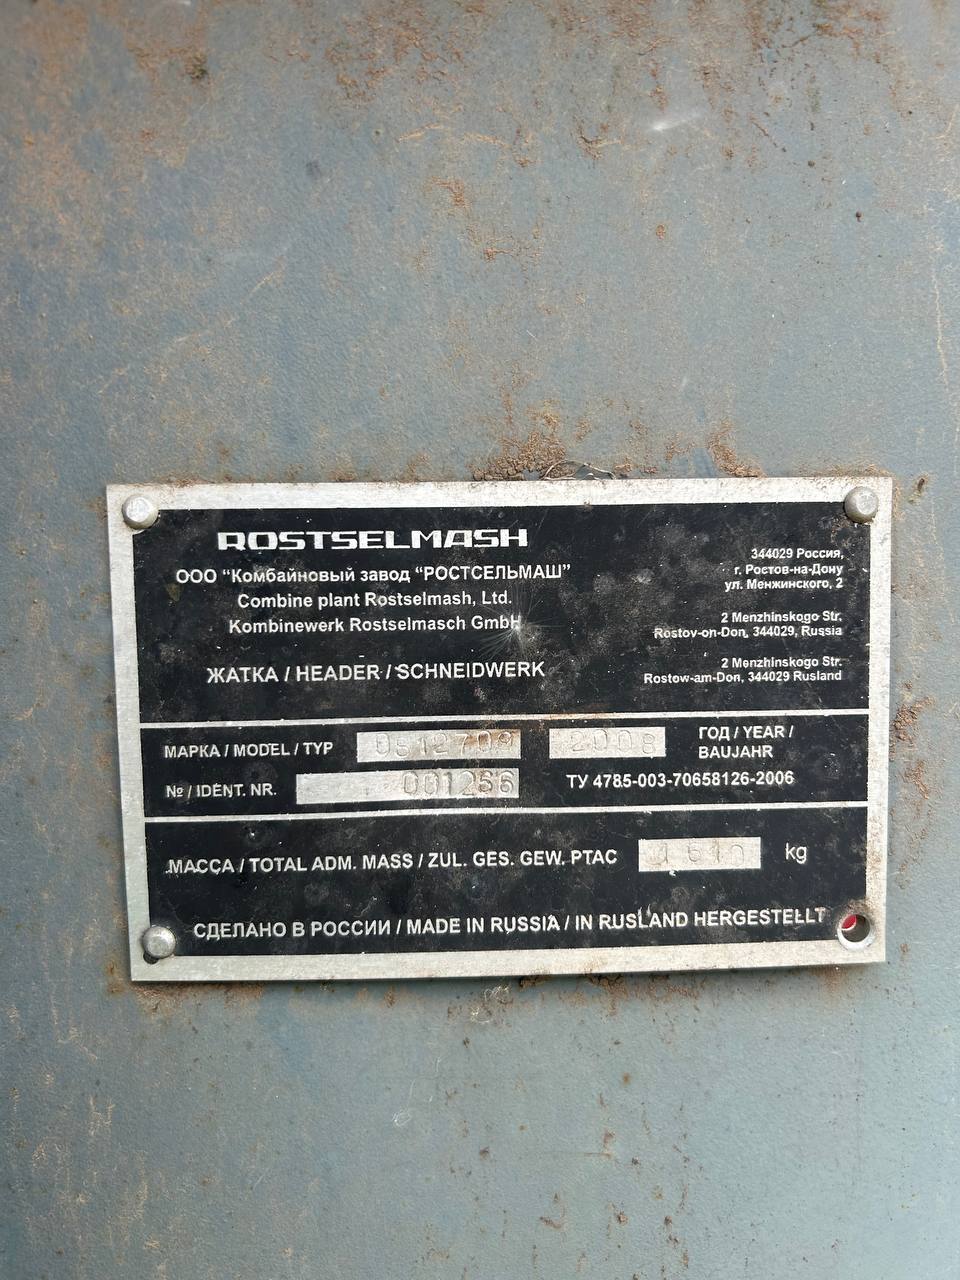 ROSTSELMASH
ООО "Комбайновый завод "РОСТСЕЛЬМАШ"
Combine plant Rostselmash, Ltd.
Kombinewerk Rostselmasch GmbH
ЖАТКА / HEADER / SCHNEIDWERK
344029 Россия,
г. Ростов-на-Дону
ул. Менжинского, 2
2 Menzhinskogo Str.
Rostov-on-Don, 344029, Russia
2 Menzhinskogo Str.
Rostow-am-Don, 344029 Rusland
МАРКА / MODEL / TYP 2008 ГОД / YEAR /
BAUJAHR
№ / IDENT. NR. 001266 ТУ 4785-003-70658126-2006
МАССА / TOTAL ADM. MASS / ZUL. GES. GEW. PTAC kg
СДЕЛАНО В РОССИИ / MADE IN RUSSIA / IN RUSLAND HERGESTELLT